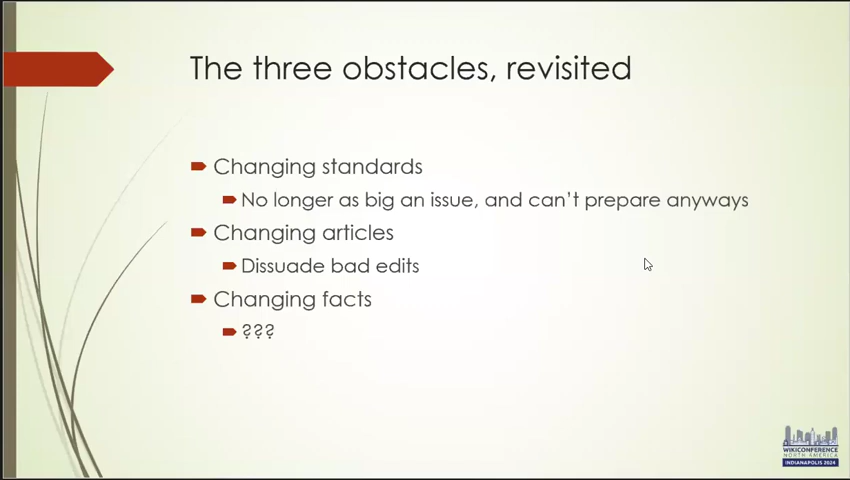 The three obstacles, revisited
Changing standards
No longer as big an issue, and can't prepare anyways
Changing articles
Dissuade bad edits
Changing facts
???
WIKICONFERENCE
NORTH AMERICA
INDIANAPOLIS 2024